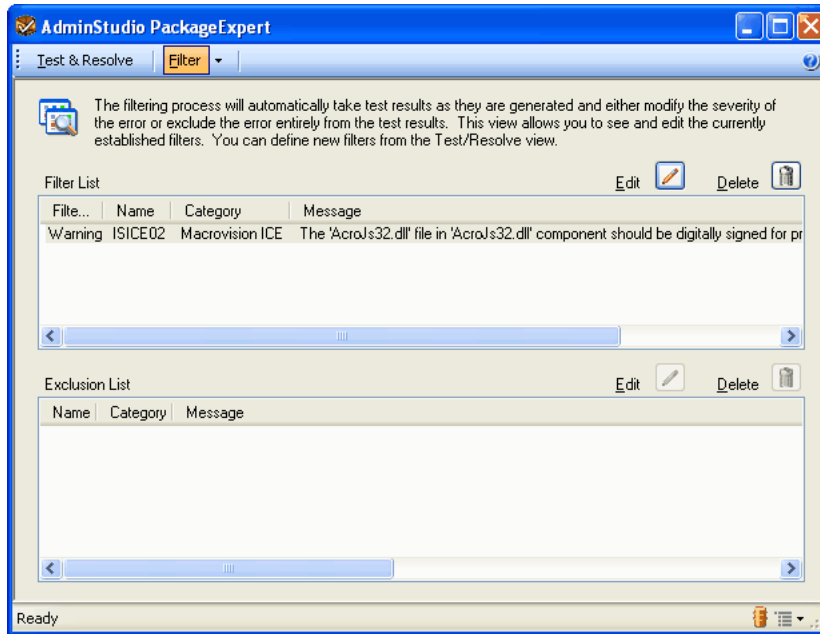 AdminStudio PackageExpert
Test & Resolve Filter
The filtering process will automatically take test results as they are generated and either modify the severity of
the error or exclude the error entirely from the test results. This view allows you to see and edit the currently
established filters. You can define new filters from the Test/Resolve view.
Filter List Edit Delete
Filte... Name Category Message
Warning ISICE02 Macrovision ICE The 'AcroJs32.dll' file in 'AcroJs32.dll' component should be digitally signed for pr
Exclusion List Edit Delete
Name Category Message
Ready